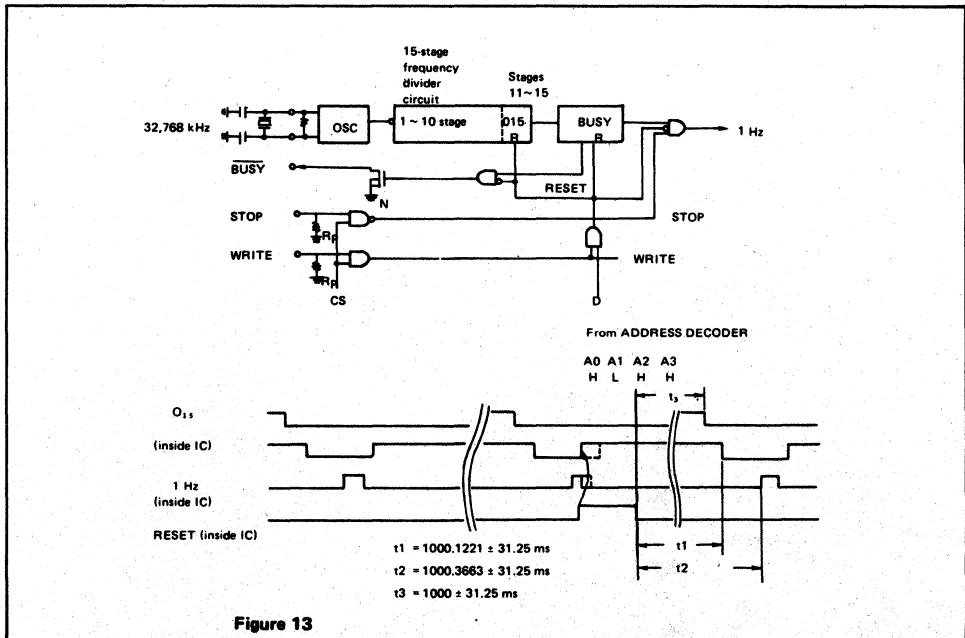 15-stage
frequency
divider
circuit
Stages
11~15
32,768 kHz
OSC
1 ~ 10 stage
015-
R
BUSY
R
1 Hz
BUSY
N
RESET
STOP
RP
STOP
WRITE
RP
WRITE
CS
D
From ADDRESS DECODER
A0 A1 A2 A3
H L H H
t3
O15
(inside IC)
1 Hz
(inside IC)
RESET (inside IC)
t1
t2
t1 = 1000.1221 ± 31.25 ms
t2 = 1000.3663 ± 31.25 ms
t3 = 1000 ± 31.25 ms
Figure 13